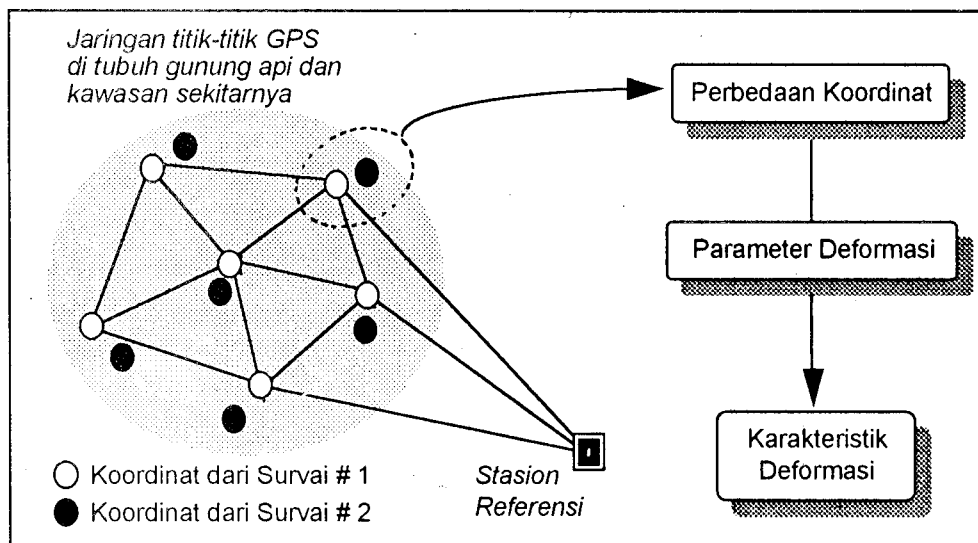 Jaringan titik-titik GPS
di tubuh gunung api dan
kawasan sekitarnya
Perbedaan Koordinat
Parameter Deformasi
Karakteristik
Deformasi
Stasion
Referensi
Koordinat dari Survai # 1
Koordinat dari Survai # 2